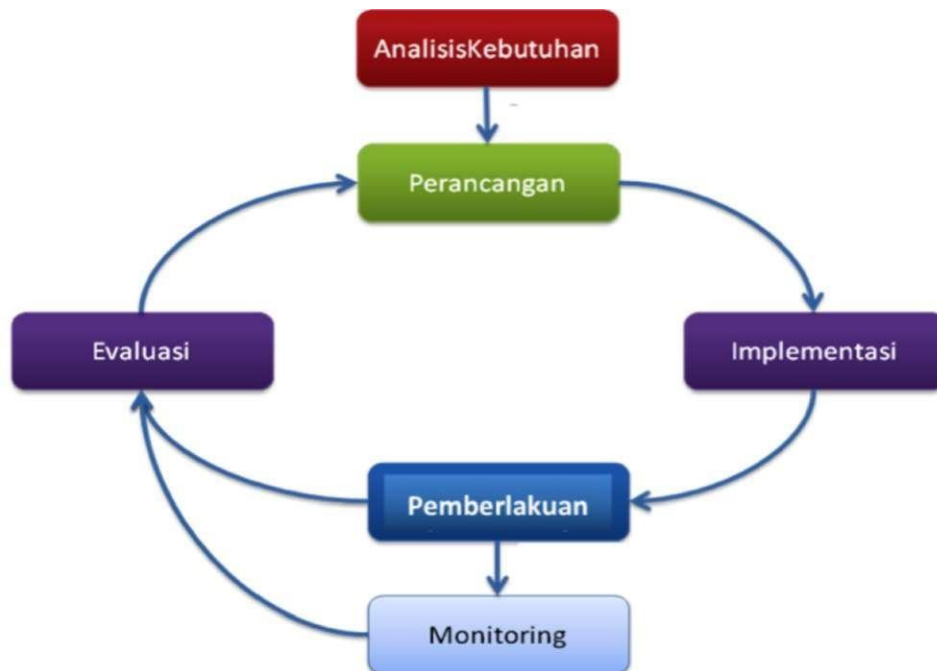 AnalisisKebutuhan
Perancangan
Evaluasi
Implementasi
Pemberlakuan
Monitoring